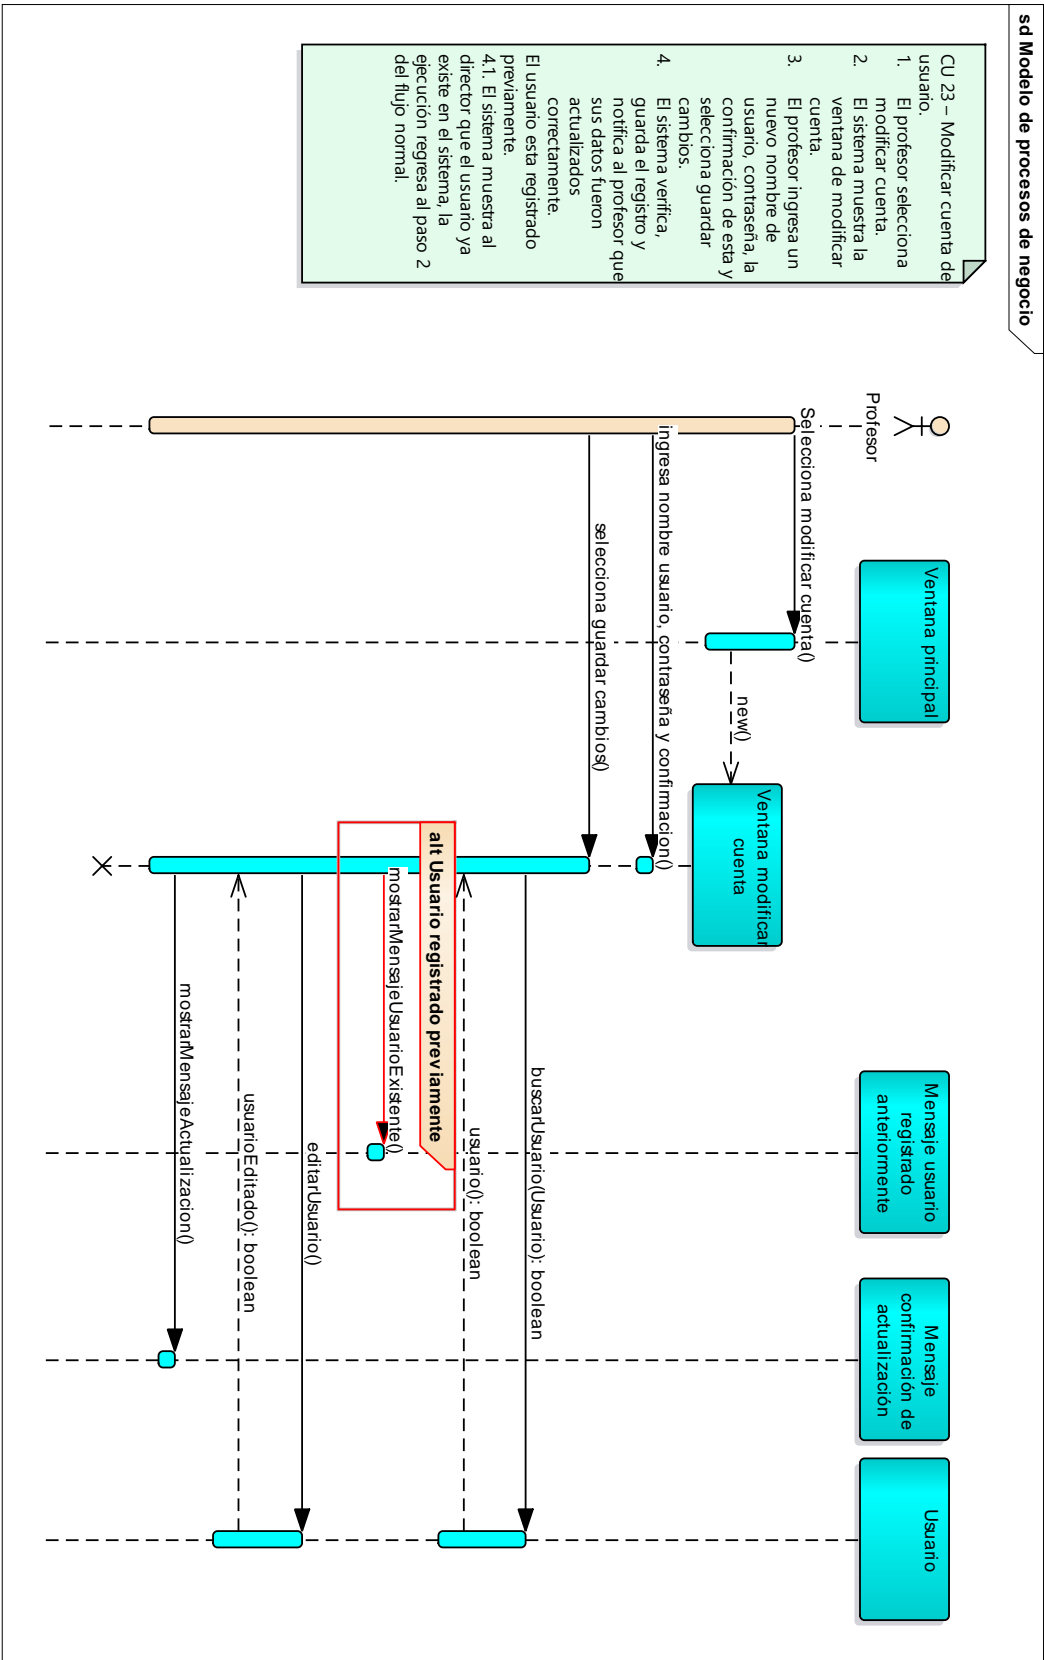 sd Modelo de procesos de negocio
CU 23 – Modificar cuenta de
usuario.
1. El profesor selecciona
modificar cuenta.
2. El sistema muestra la
ventana de modificar
cuenta.
3. El profesor ingresa un
nuevo nombre de
usuario, contraseña, la
confirmación de esta y
selecciona guardar
cambios.
4. El sistema verifica,
guarda el registro y
notifica al profesor que
sus datos fueron
actualizados
correctamente.
El usuario esta registrado
previamente.
4.1. El sistema muestra al
director que el usuario ya
existe en el sistema, la
ejecución regresa al paso 2
del flujo normal.
Profesor
Ventana principal
Ventana modificar
cuenta
Mensaje usuario
registrado
anteriormente
Mensaje
confirmación de
actualización
Usuario
Selecciona modificar cuenta()
new()
ingresa nombre usuario, contraseña y confirmacion()
selecciona guardar cambios()
buscarUsuario(Usuario): boolean
usuario(): boolean
alt Usuario registrado previamente
mostrarMensajeUsuarioExistente()
editarUsuario()
usuarioEditado(): boolean
mostrarMensajeActualizacion()